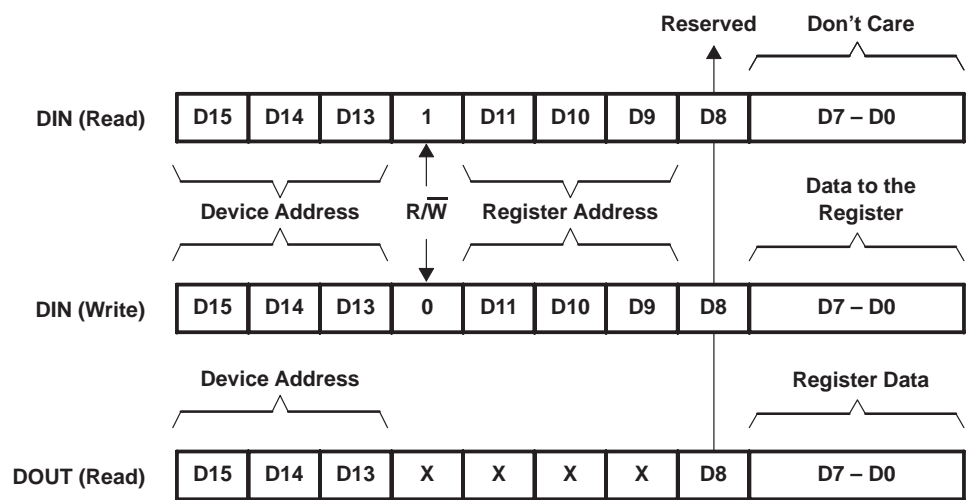 Reserved Don't Care
DIN (Read) D15 D14 D13 1 D11 D10 D9 D8 D7 – D0
Device Address R/W̅ Register Address Data to the
Register
DIN (Write) D15 D14 D13 0 D11 D10 D9 D8 D7 – D0
Device Address Register Data
DOUT (Read) D15 D14 D13 X X X X D8 D7 – D0